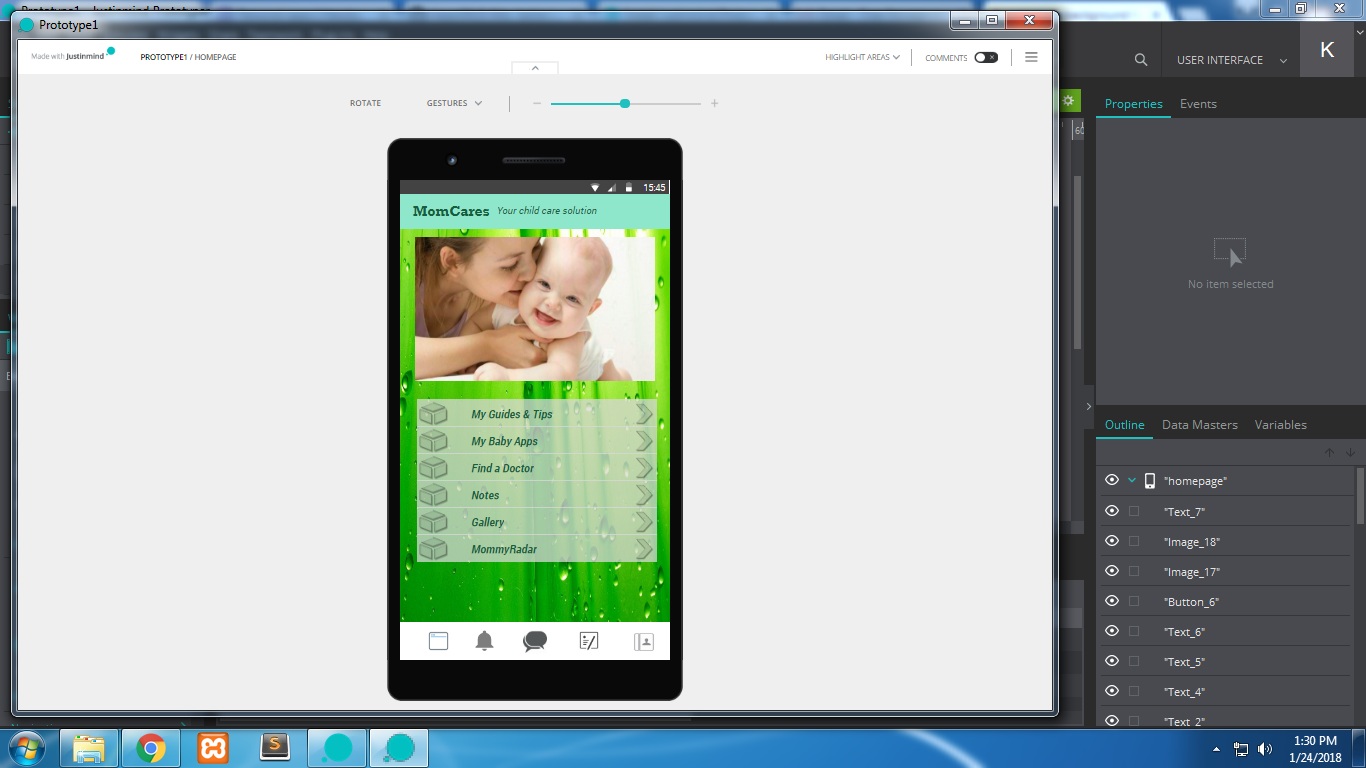 Prototype1
Made with Justinmind
PROTOTYPE1 / HOMEPAGE
HIGHLIGHT AREAS
COMMENTS
ROTATE
GESTURES
15:45
MomCares Your child care solution
My Guides & Tips
My Baby Apps
Find a Doctor
Notes
Gallery
MommyRadar
USER INTERFACE
K
Properties Events
60
No item selected
Outline Data Masters Variables
"homepage"
"Text_7"
"Image_18"
"Image_17"
"Button_6"
"Text_6"
"Text_5"
"Text_4"
"Text_2"
1:30 PM
1/24/2018